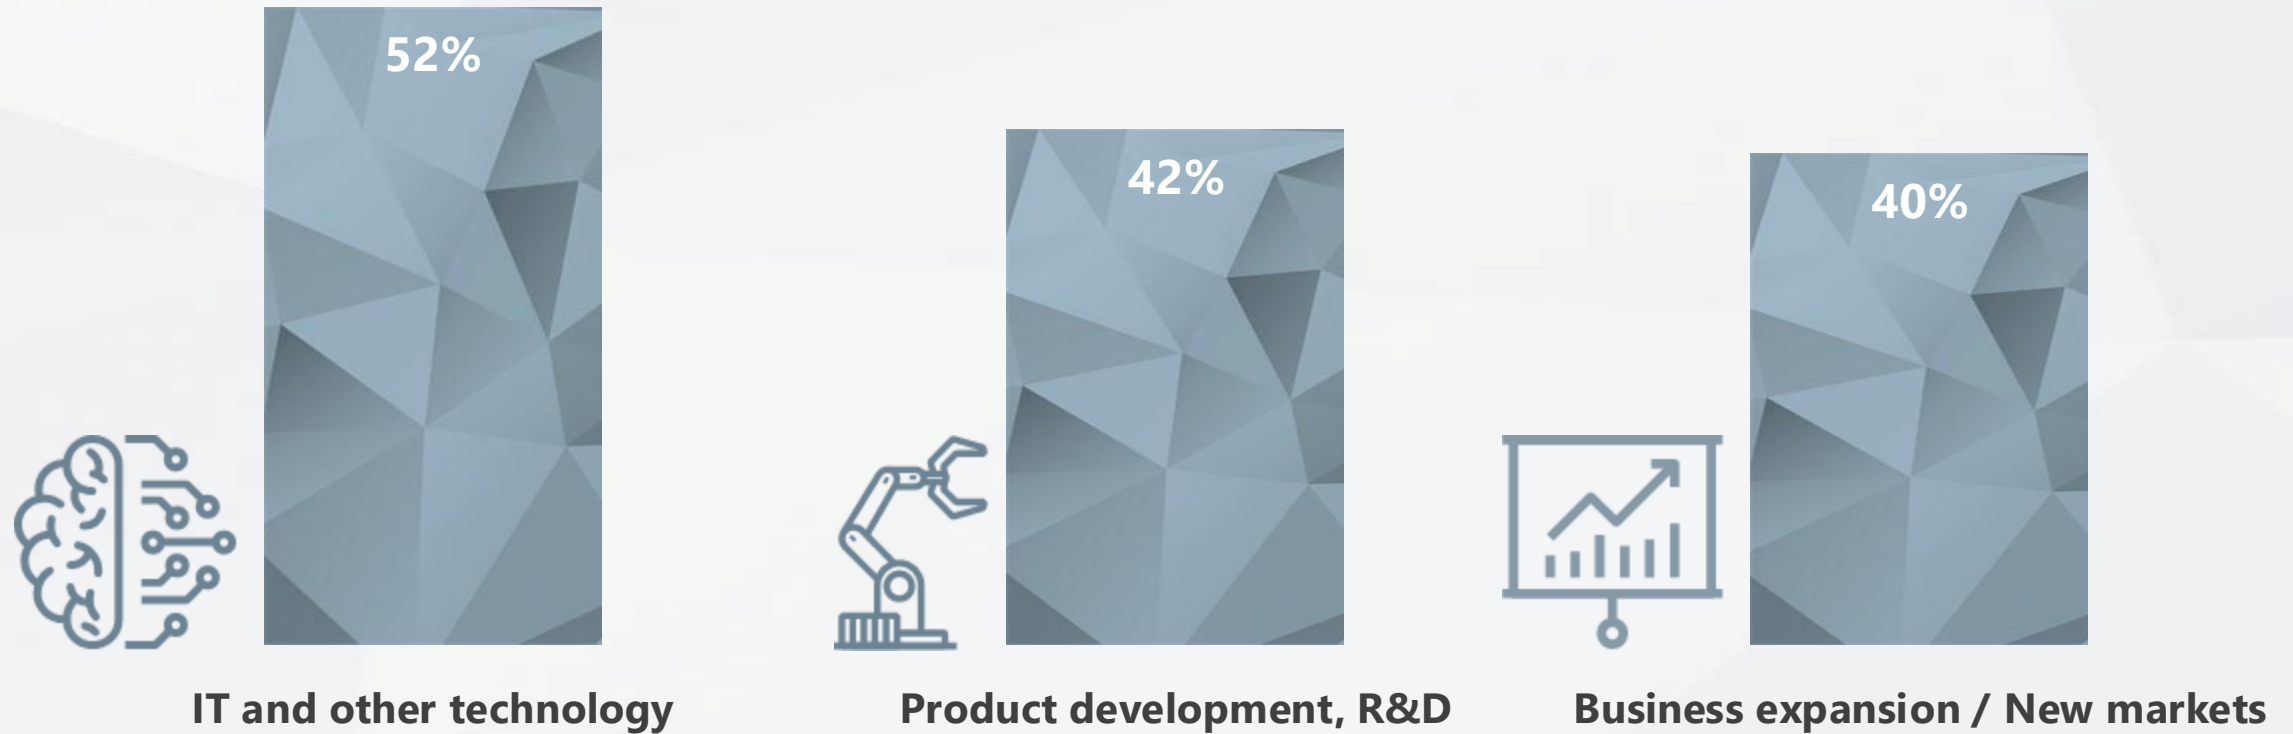 52%
42%
40%
IT and other technology
Product development, R&D
Business expansion / New markets